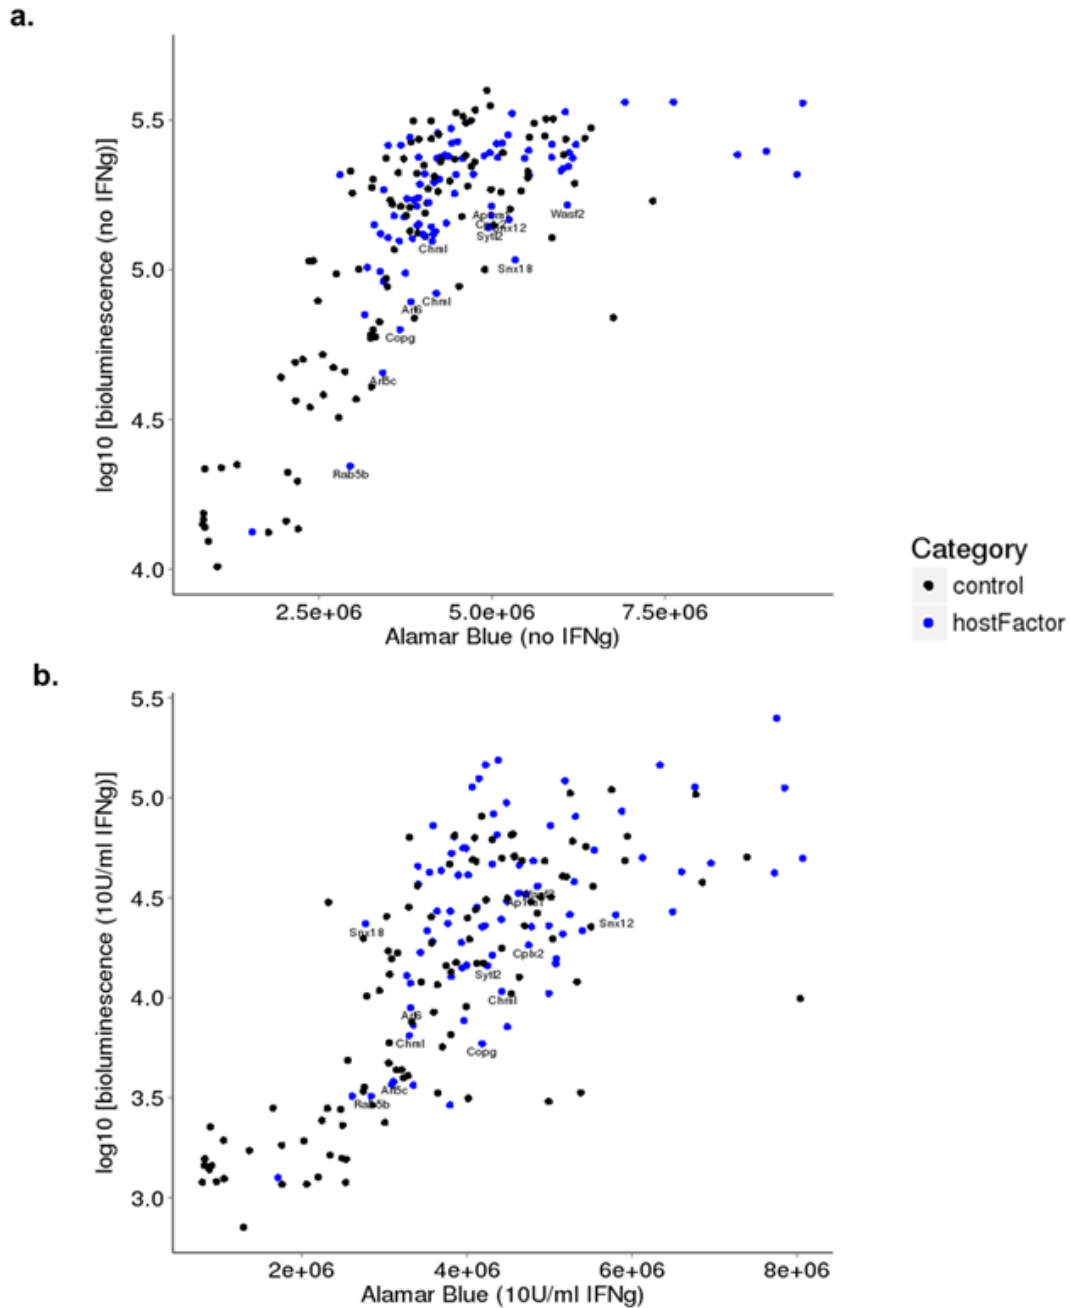 a.
log10 [bioluminescence (no IFNg)]
5.5
5.0
4.5
4.0
Wasf2
Snx12
Sytl2
Chml
Snx18
Chml
Arf6
Copg
Arl5c
Rab5b
2.5e+06 5.0e+06 7.5e+06
Alamar Blue (no IFNg)
Category
control
hostFactor
b.
log10 [bioluminescence (10U/ml IFNg)]
5.5
5.0
4.5
4.0
3.5
3.0
Snx18
Snx12
Cplx2
Sytl2
Chml
Arf6
Chml
Copg
Arl5c
Rab5b
2e+06 4e+06 6e+06 8e+06
Alamar Blue (10U/ml IFNg)